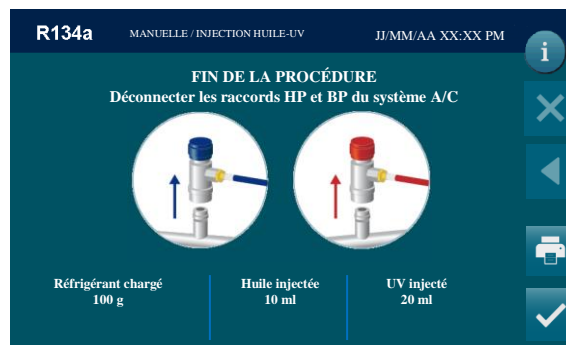 R134a MANUELLE / INJECTION HUILE-UV JJ/MM/AA XX:XX PM
i
FIN DE LA PROCÉDURE
Déconnecter les raccords HP et BP du système A/C
Réfrigérant chargé Huile injectée UV injecté
100 g 10 ml 20 ml